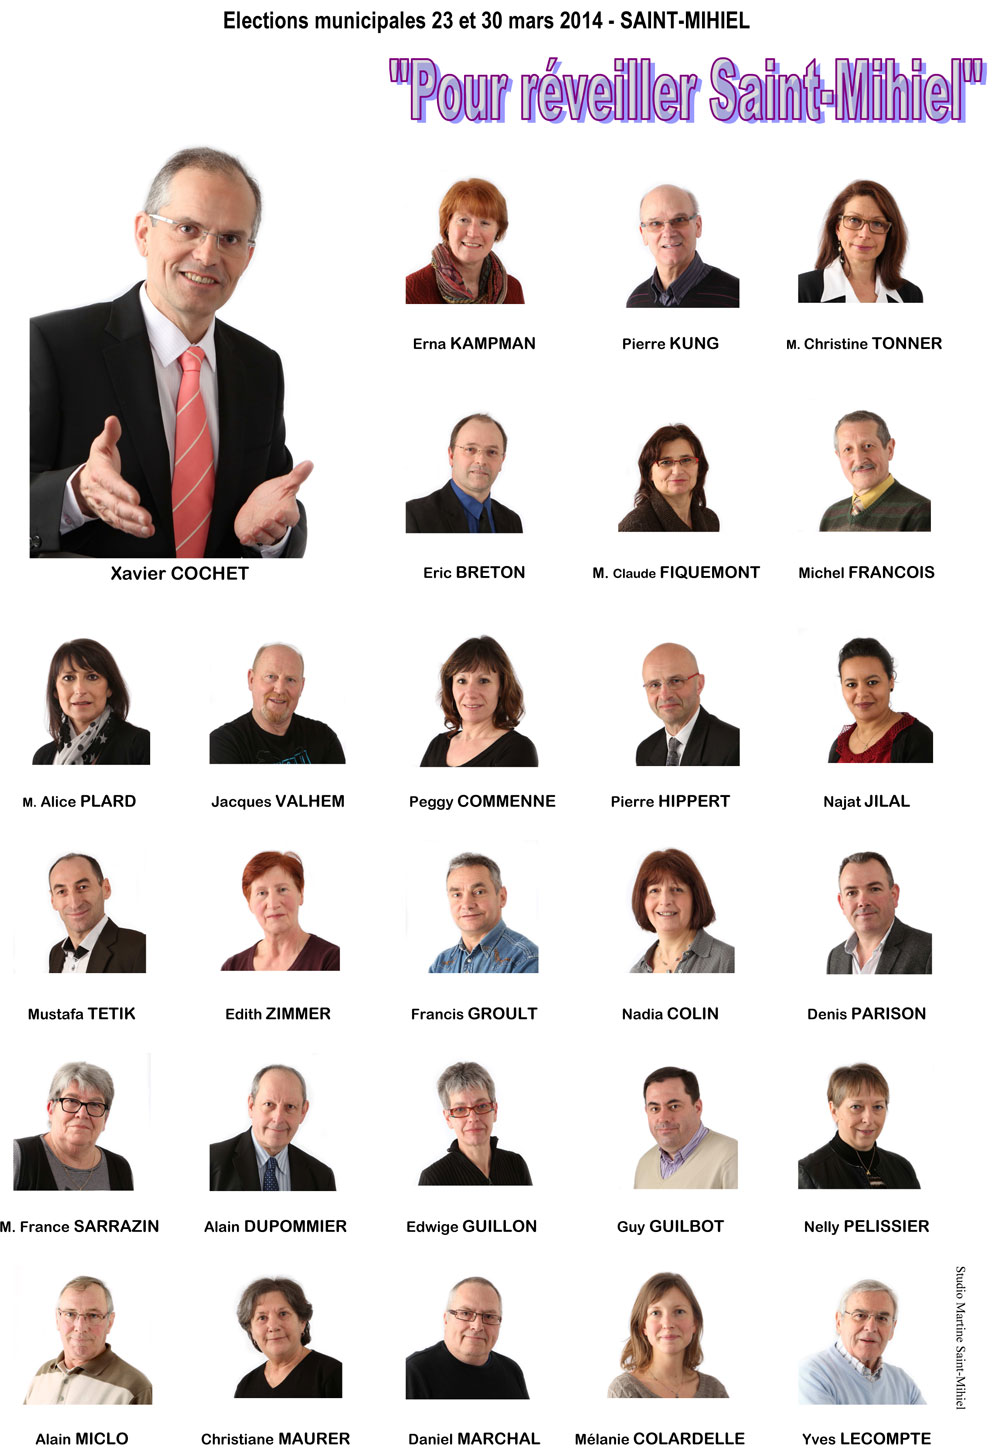 Elections municipales 23 et 30 mars 2014 - SAINT-MIHIEL
"Pour réveiller Saint-Mihiel"
Erna KAMPMAN
Pierre KUNG
M. Christine TONNER
Xavier COCHET
Eric BRETON
M. Claude FIQUEMONT
Michel FRANCOIS
M. Alice PLARD
Jacques VALHEM
Peggy COMMENNE
Pierre HIPPERT
Najat JILAL
Mustafa TETIK
Edith ZIMMER
Francis GROULT
Nadia COLIN
Denis PARISON
M. France SARRAZIN
Alain DUPOMMIER
Edwige GUILLON
Guy GUILBOT
Nelly PELISSIER
Alain MICLO
Christiane MAURER
Daniel MARCHAL
Mélanie COLARDELLE
Yves LECOMPTE
Studio Martine Saint-Mihiel